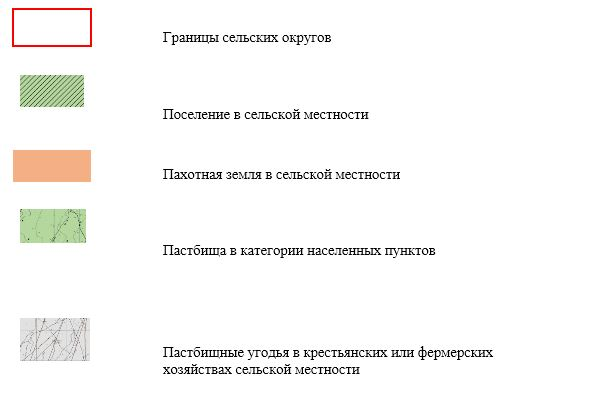 Границы сельских округов
Поселение в сельской местности
Пахотная земля в сельской местности
Пастбища в категории населенных пунктов
Пастбищные угодья в крестьянских или фермерских
хозяйствах сельской местности